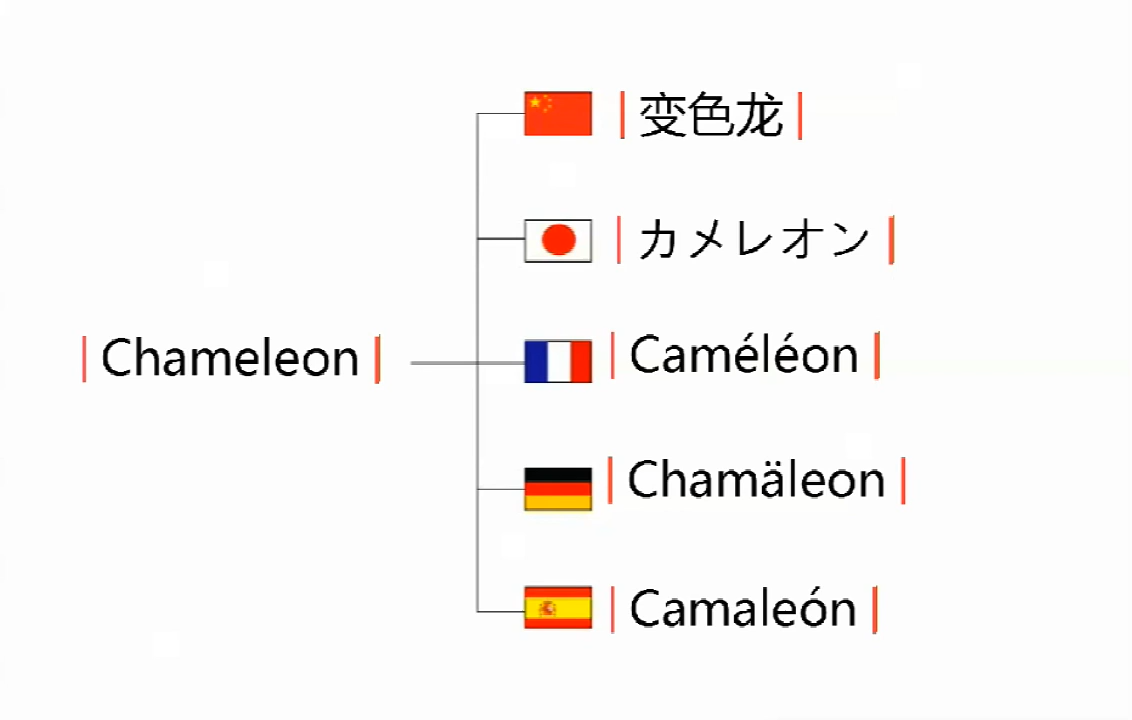 变色龙
カメレオン
Chameleon
Caméléon
Chamäleon
Camaleón